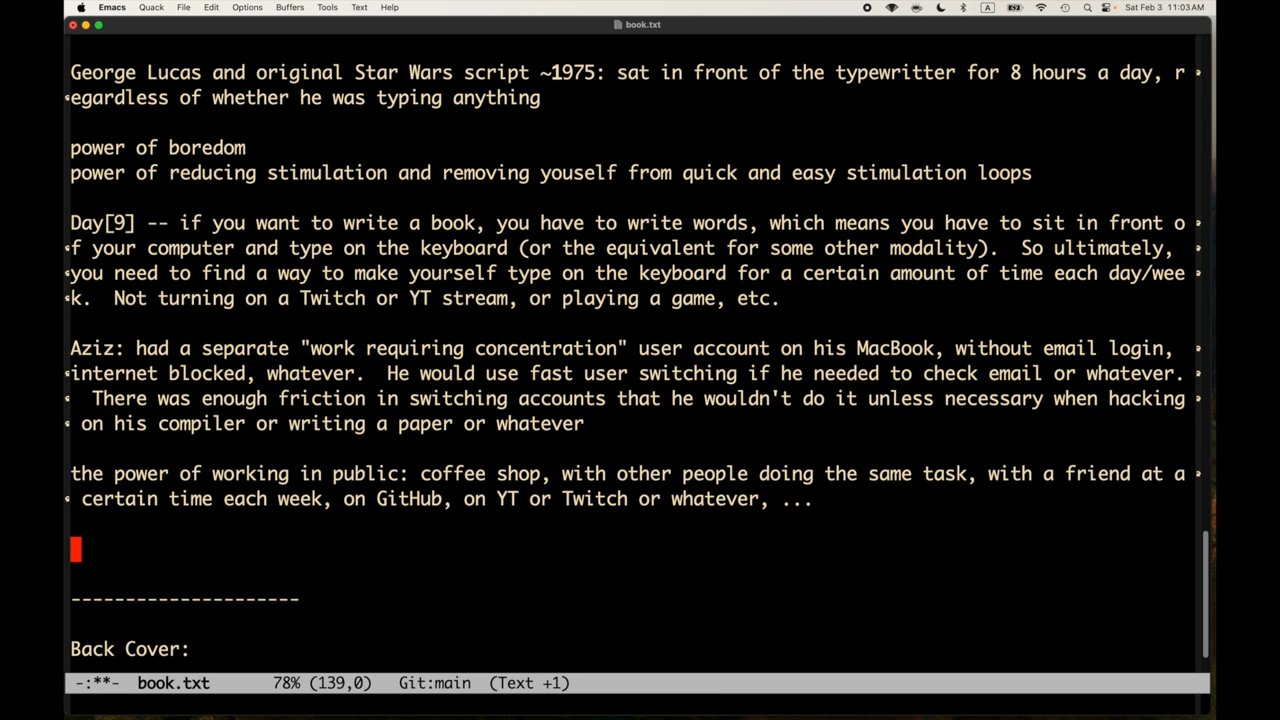 Emacs Quack File Edit Options Buffers Tools Text Help A Sat Feb 3 11:03 AM
book.txt
George Lucas and original Star Wars script ~1975: sat in front of the typewritter for 8 hours a day, r
egardless of whether he was typing anything
power of boredom
power of reducing stimulation and removing youself from quick and easy stimulation loops
Day[9] -- if you want to write a book, you have to write words, which means you have to sit in front o
f your computer and type on the keyboard (or the equivalent for some other modality).  So ultimately,
you need to find a way to make yourself type on the keyboard for a certain amount of time each day/wee
k.  Not turning on a Twitch or YT stream, or playing a game, etc.
Aziz: had a separate "work requiring concentration" user account on his MacBook, without email login,
internet blocked, whatever.  He would use fast user switching if he needed to check email or whatever.
There was enough friction in switching accounts that he wouldn't do it unless necessary when hacking
on his compiler or writing a paper or whatever
the power of working in public: coffee shop, with other people doing the same task, with a friend at a
certain time each week, on GitHub, on YT or Twitch or whatever, ...
---------------------
Back Cover:
-:**-  book.txt      78% (139,0)   Git:main  (Text +1)